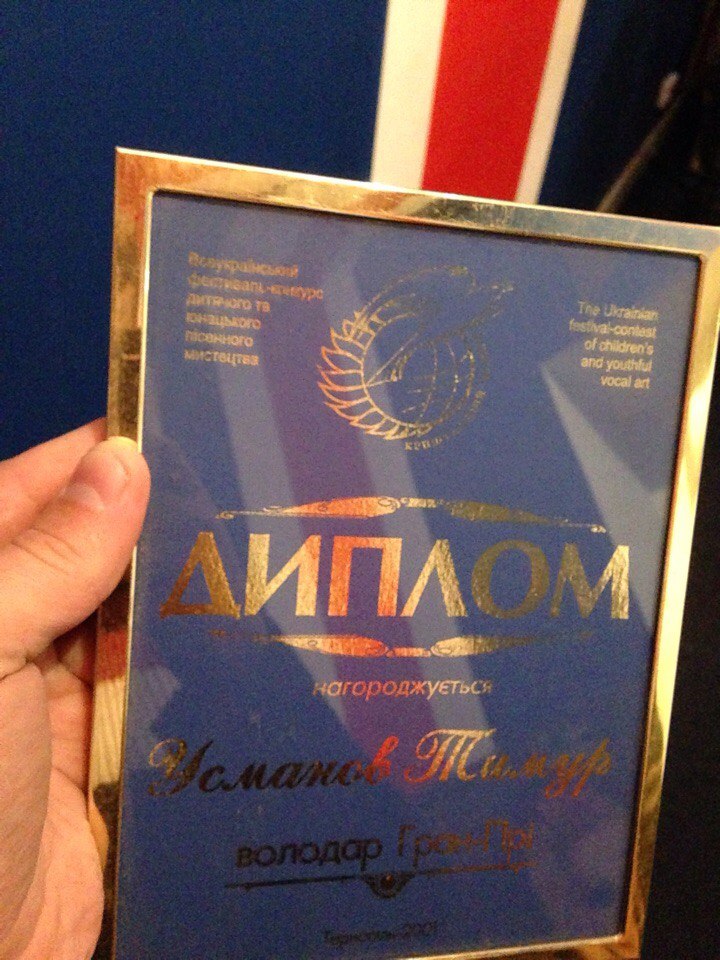 Всеукраїнський
фестиваль-конкурс
дитячого та
юнацького
пісенного
мистецтва
The Ukrainian
festival-contest
of children's
and youthful
vocal art
ДИПЛОМ
нагороджується
Усманов Тимур
володар Гран-Прі
Тернопіль